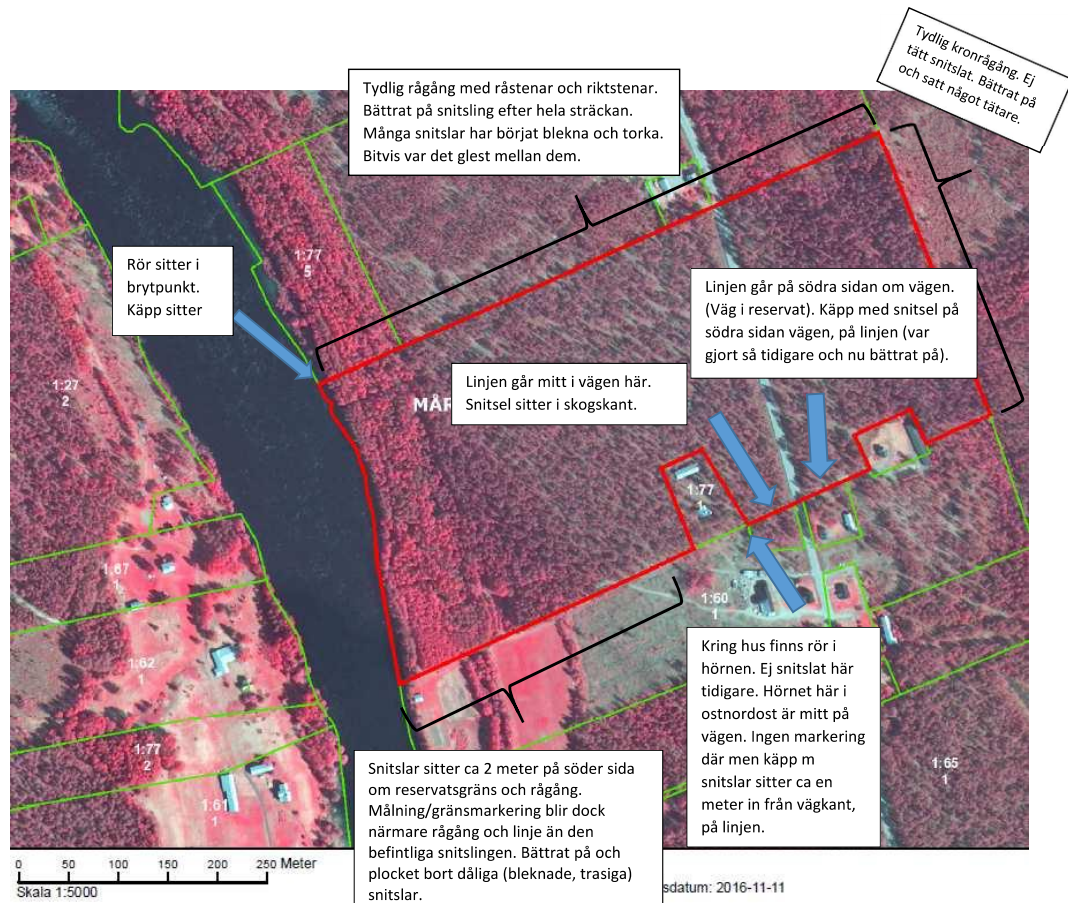 Tydlig kronrågång. Ej
tätt snitslat. Bättrat på
och satt något tätare.
Tydlig rågång med råstenar och riktstenar.
Bättrat på snitsling efter hela sträckan.
Många snitslar har börjat blekna och torka.
Bitvis var det glest mellan dem.
Rör sitter i
brytpunkt.
Käpp sitter
1:77
5
Linjen går på södra sidan om vägen.
(Väg i reservat). Käpp med snitsel på
södra sidan vägen, på linjen (var
gjort så tidigare och nu bättrat på).
1:27
2
Linjen går mitt i vägen här.
Snitsel sitter i skogskant.
MÅR
1:77
1
1:67
1
1:60
1
1:62
1
Kring hus finns rör i
hörnen. Ej snitslat här
tidigare. Hörnet här i
ostnordost är mitt på
vägen. Ingen markering
där men käpp m
snitslar sitter ca en
meter in från vägkant,
på linjen.
1:77
2
1:65
1
1:61
1
Snitslar sitter ca 2 meter på söder sida
om reservatsgräns och rågång.
Målning/gränsmarkering blir dock
närmare rågång och linje än den
befintliga snitslingen. Bättrat på och
plocket bort dåliga (bleknade, trasiga)
snitslar.
0 50 100 150 200 250 Meter
Skala 1:5000
sdatum: 2016-11-11